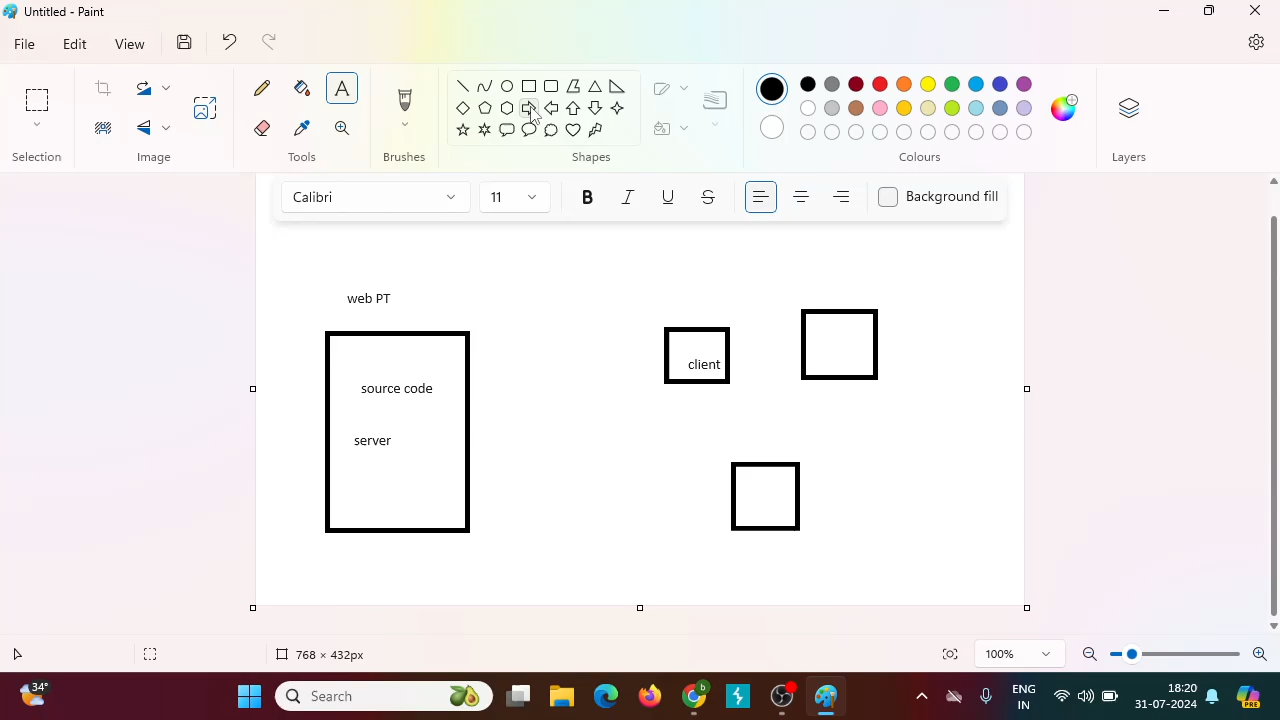 Untitled - Paint
File Edit View
Selection
Image
Tools
Brushes
Shapes
Colours
Layers
Calibri 11 B I U S Background fill
web PT
source code
server
client
768 × 432px
100%
34°
Search
b
ENG
IN
18:20
31-07-2024
PRE